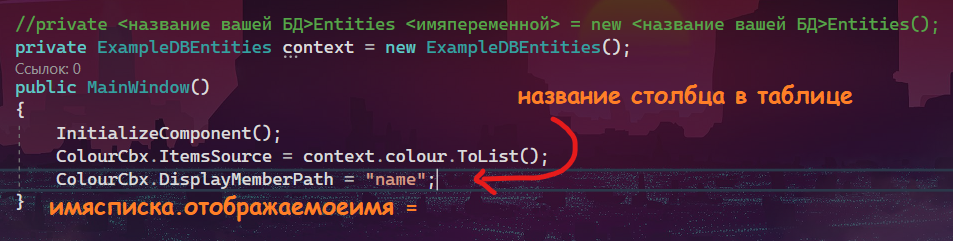 //private <название вашей БД>Entities <имяпеременной> = new <название вашей БД>Entities();
private ExampleDBEntities context = new ExampleDBEntities();
Ссылок: 0
public MainWindow()
{
название столбца в таблице
InitializeComponent();
ColourCbx.ItemsSource = context.colour.ToList();
ColourCbx.DisplayMemberPath = "name";
имясписка.отображаемоеимя =
}